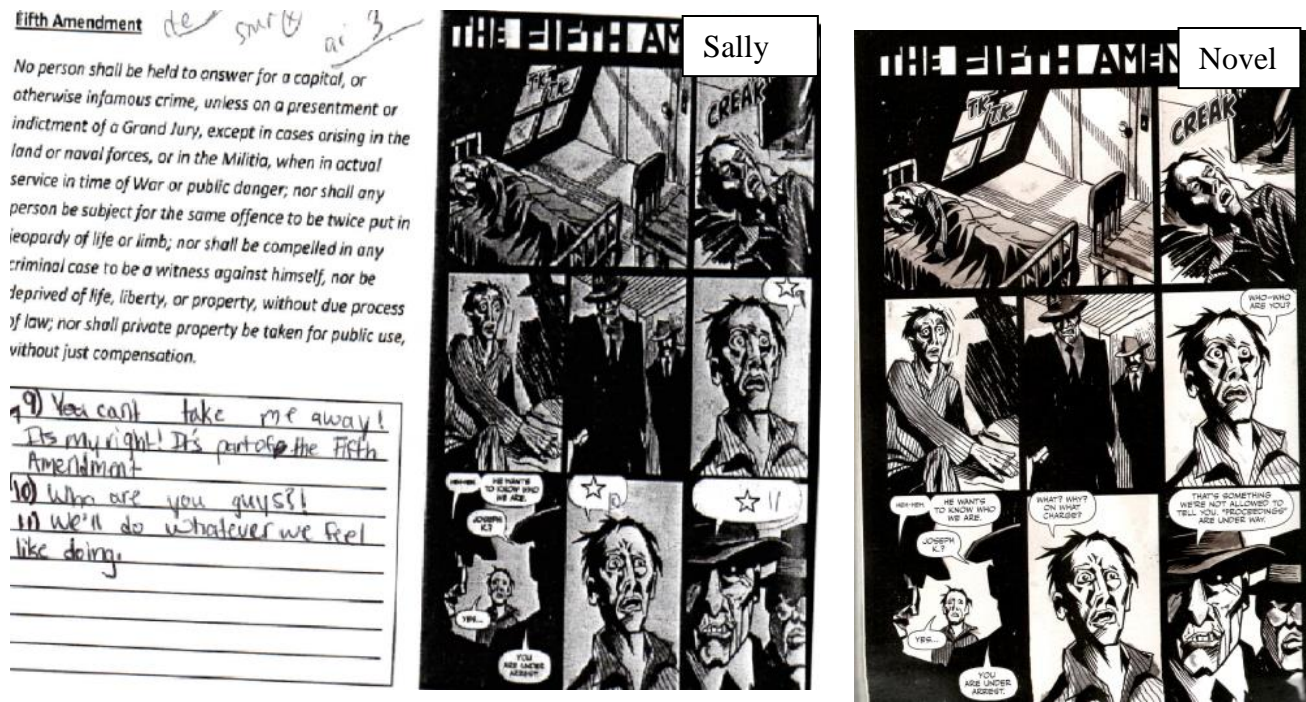 Fifth Amendment
No person shall be held to answer for a capital, or
otherwise infamous crime, unless on a presentment or
indictment of a Grand Jury, except in cases arising in the
land or naval forces, or in the Militia, when in actual
service in time of War or public danger; nor shall any
person be subject for the same offence to be twice put in
jeopardy of life or limb; nor shall be compelled in any
criminal case to be a witness against himself, nor be
deprived of life, liberty, or property, without due process
of law; nor shall private property be taken for public use,
without just compensation.
9) You cant take me away!
Its my right! It's part of the Fifth
Amendment
10) Who are you guys?!
11) We'll do whatever we feel
like doing.
THE FIFTH AM
Sally
TK
TK
CREAK
9
HEH-HEH.
HE WANTS
TO KNOW WHO
WE ARE.
JOSEPH
K.?
YES...
YOU
ARE UNDER
ARREST.
10
11
THE FIFTH AMEN
Novel
TK
TK
CREAK
WHO-WHO
ARE YOU?
HEH-HEH.
HE WANTS
TO KNOW WHO
WE ARE.
JOSEPH
K.?
YES...
YOU
ARE UNDER
ARREST.
WHAT? WHY?
ON WHAT
CHARGE?
THAT'S SOMETHING
WE'RE NOT ALLOWED TO
TELL YOU. "PROCEEDINGS"
ARE UNDER WAY.